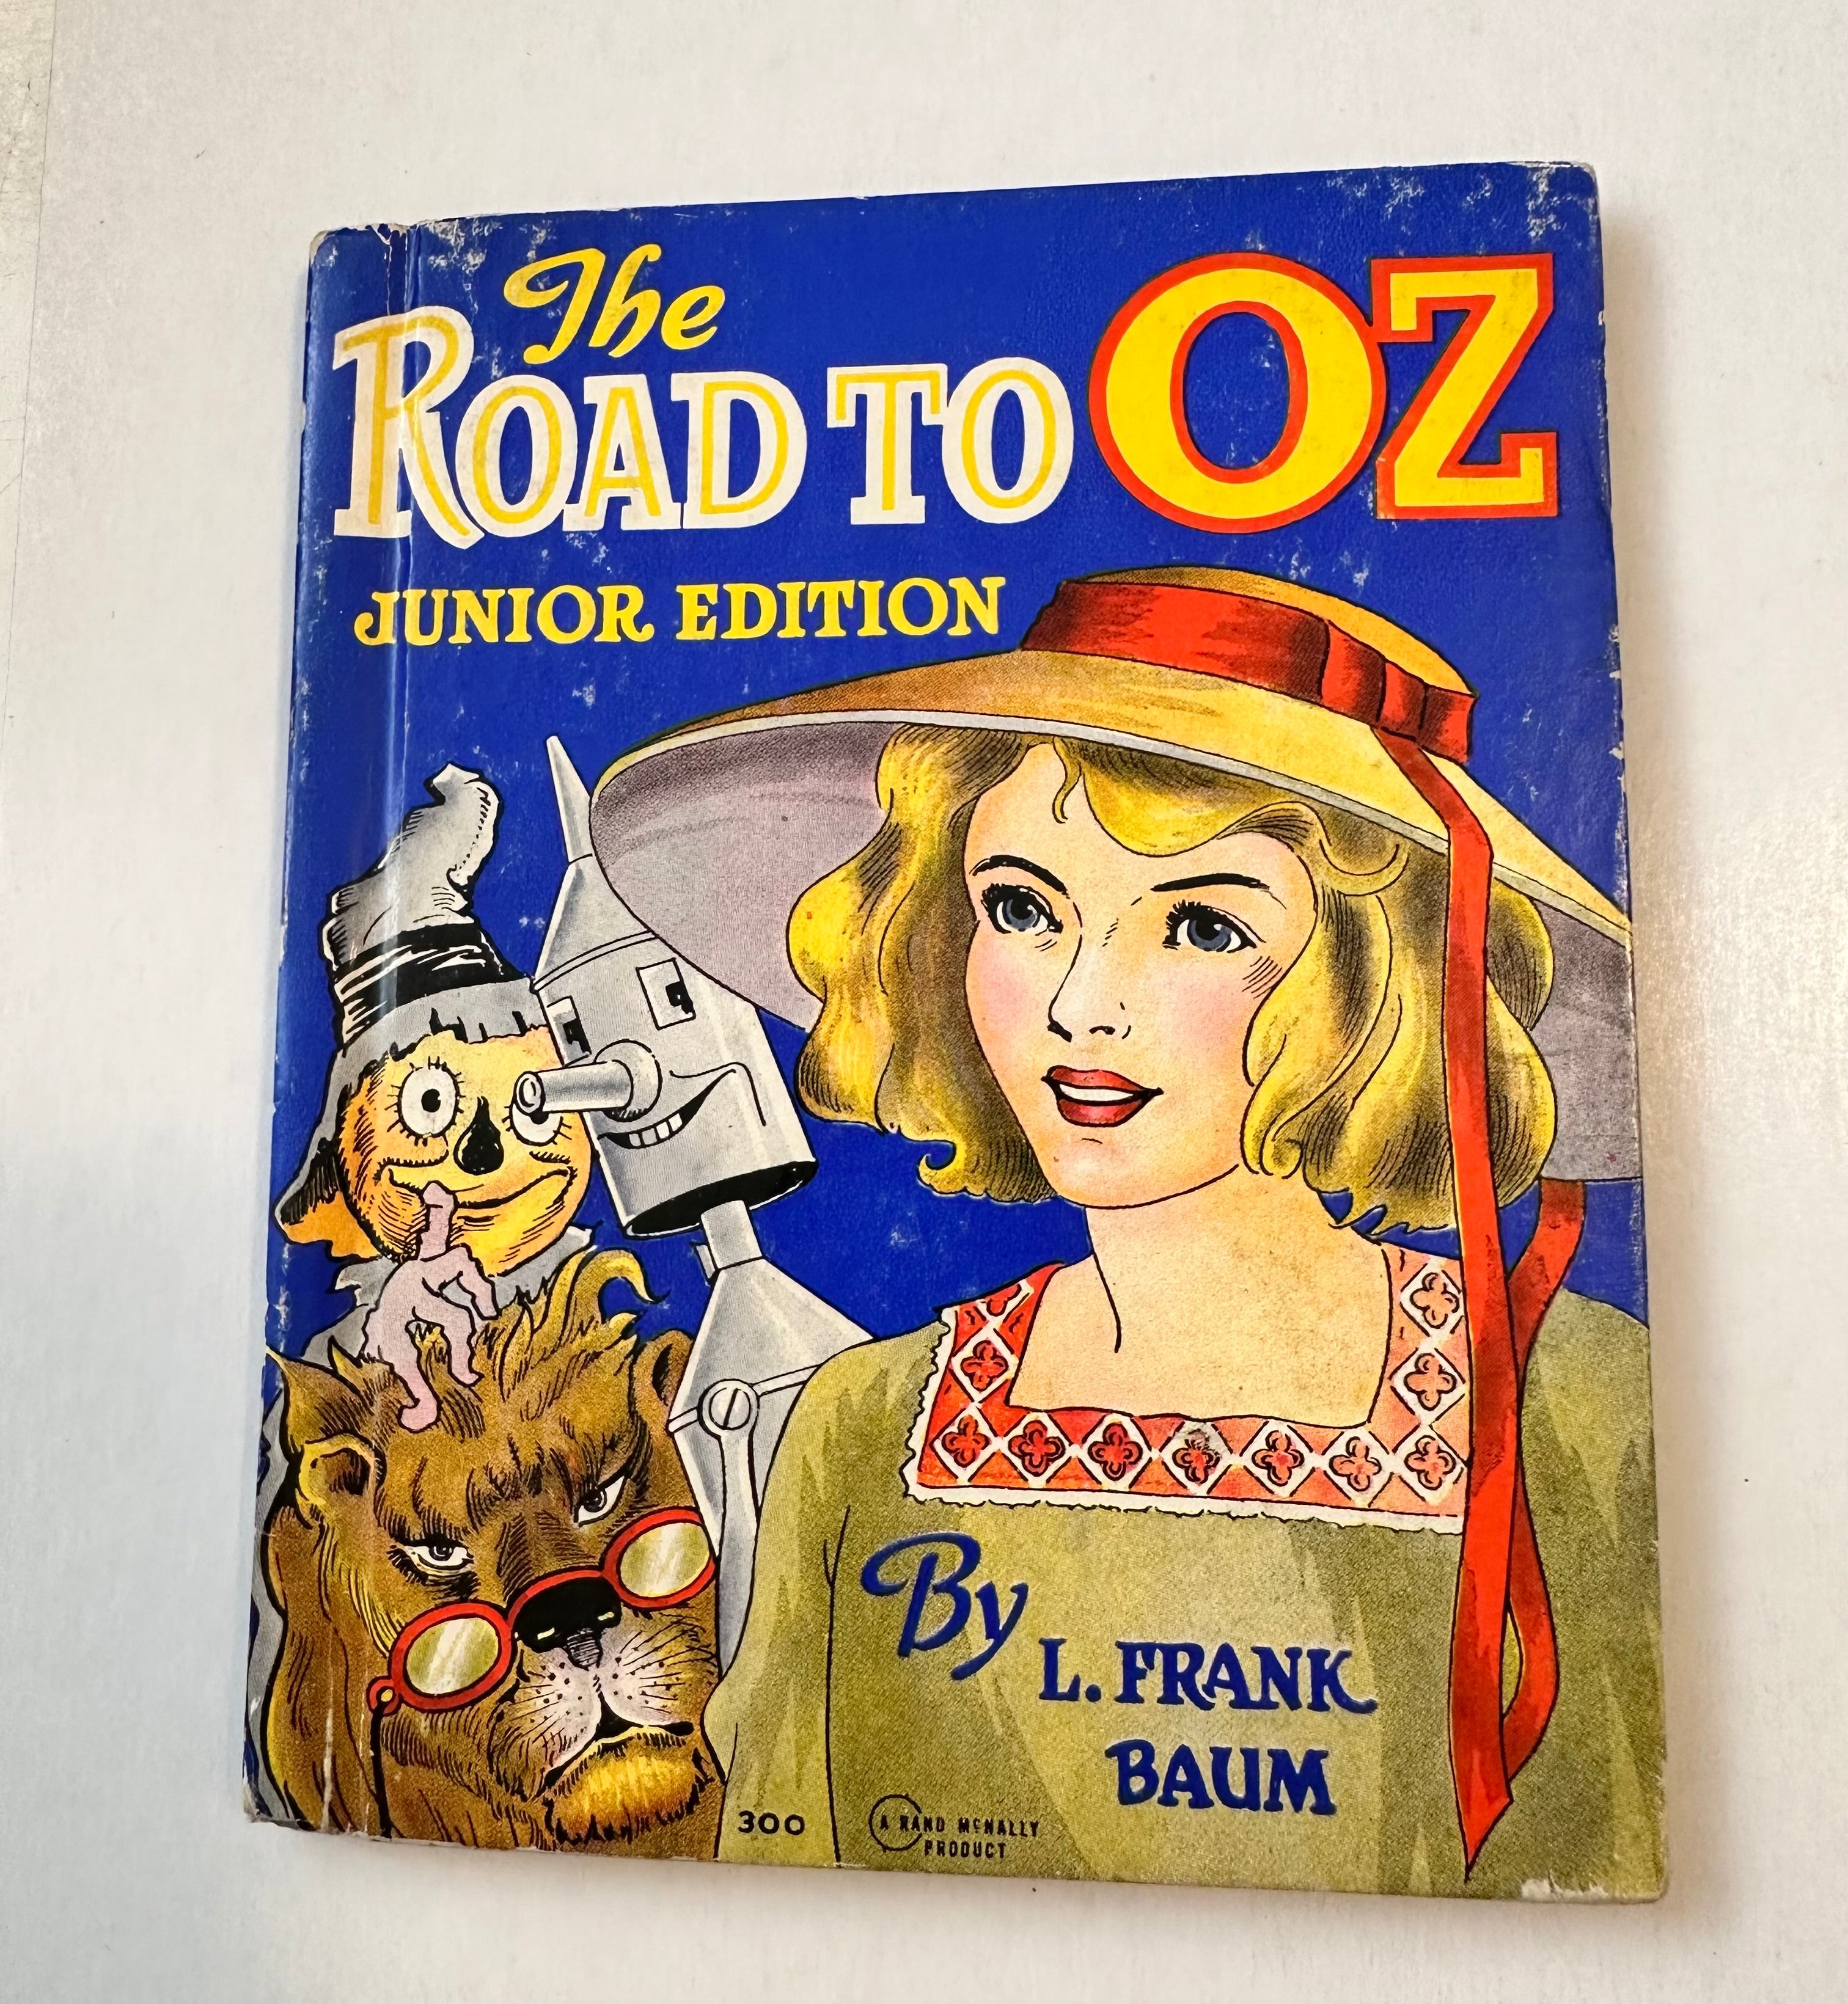 The
ROAD TO OZ
JUNIOR EDITION
By
L. FRANK
BAUM
300
A RAND McNALLY
PRODUCT